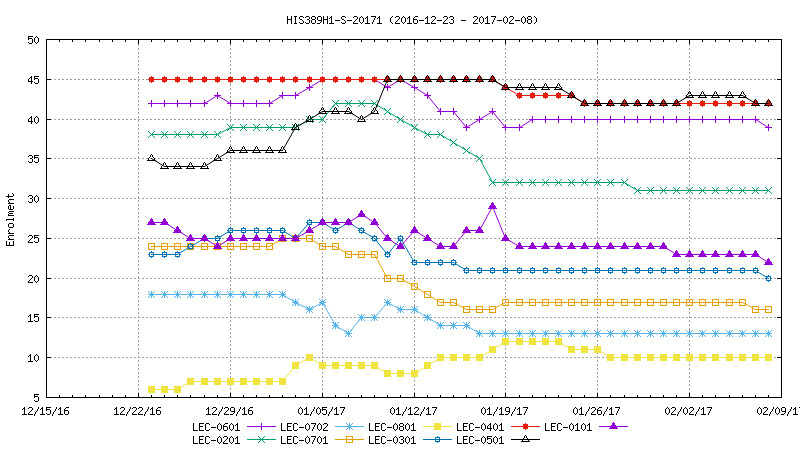 HIS389H1-S-20171 (2016-12-23 - 2017-02-08)
50
45
40
35
30
25
20
15
10
5
Enrolment
12/15/16 12/22/16 12/29/16 01/05/17 01/12/17 01/19/17 01/26/17 02/02/17 02/09/1
LEC-0601 LEC-0702 LEC-0801 LEC-0401 LEC-0101
LEC-0201 LEC-0701 LEC-0301 LEC-0501